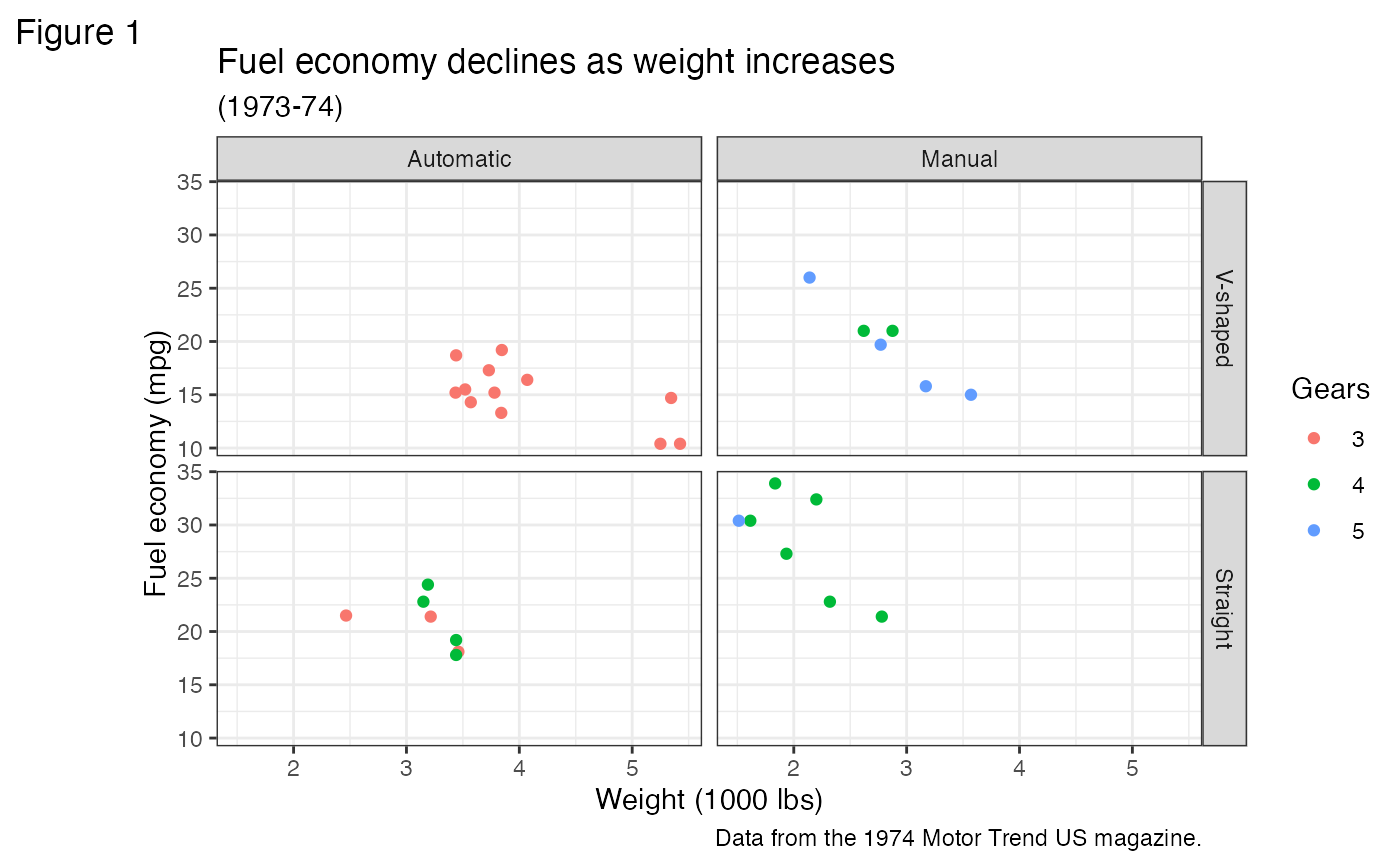 Figure 1
Fuel economy declines as weight increases
(1973-74)
Automatic
Manual
35
30
25
20
15
10
V-shaped
Fuel economy (mpg)
35
30
25
20
15
10
Straight
2 3 4 5
2 3 4 5
Weight (1000 lbs)
Data from the 1974 Motor Trend US magazine.
Gears
3
4
5